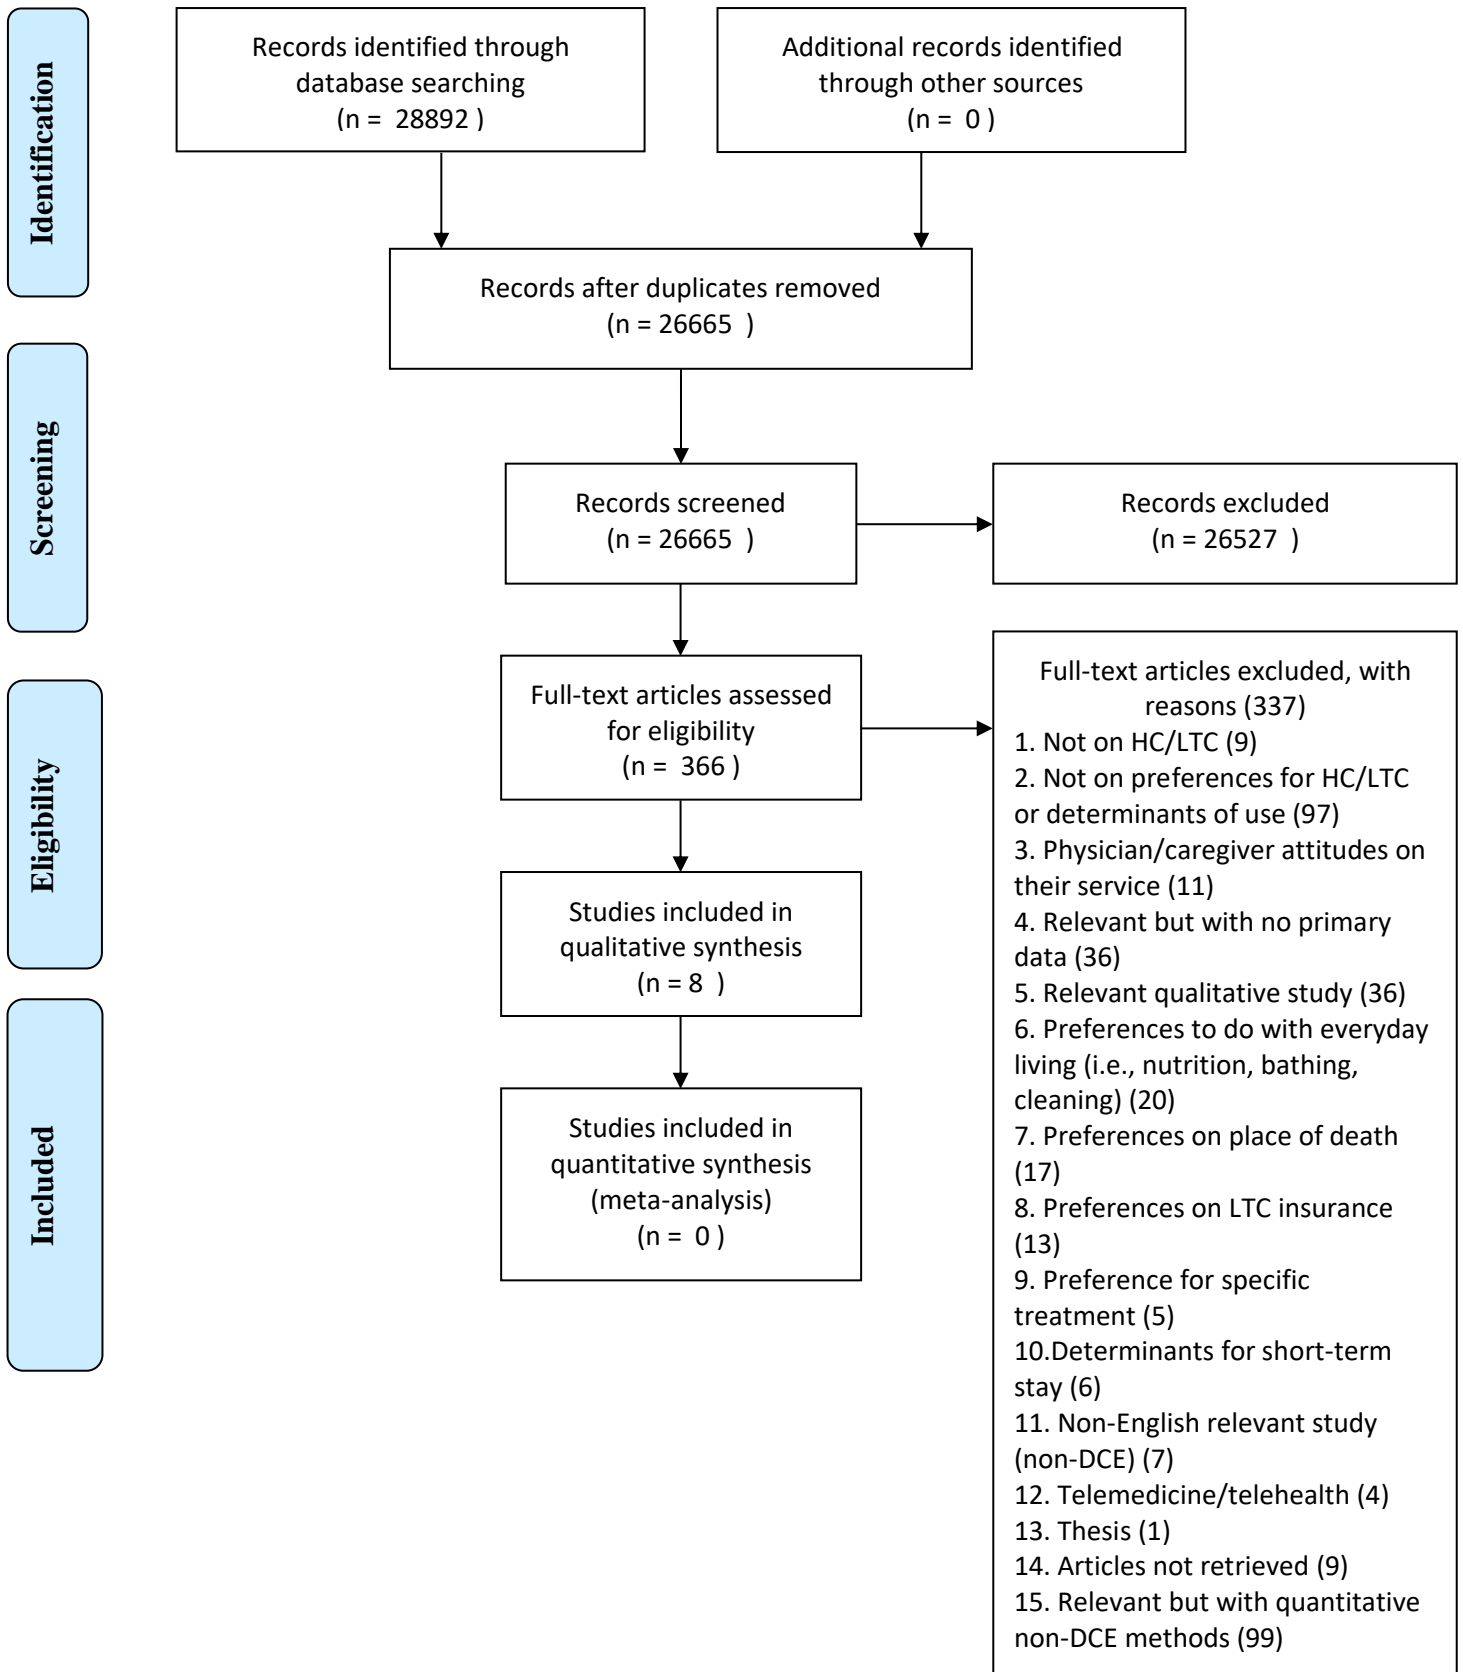 Identification
Records identified through
database searching
(n =  28892 )
Additional records identified
through other sources
(n =  0 )
Records after duplicates removed
(n = 26665  )
Screening
Records screened
(n = 26665  )
Records excluded
(n = 26527  )
Eligibility
Full-text articles assessed
for eligibility
(n =  366 )
Full-text articles excluded, with
reasons (337)
1. Not on HC/LTC (9)
2. Not on preferences for HC/LTC
or determinants of use (97)
3. Physician/caregiver attitudes on
their service (11)
4. Relevant but with no primary
data (36)
5. Relevant qualitative study (36)
6. Preferences to do with everyday
living (i.e., nutrition, bathing,
cleaning) (20)
7. Preferences on place of death
(17)
8. Preferences on LTC insurance
(13)
9. Preference for specific
treatment (5)
10.Determinants for short-term
stay (6)
11. Non-English relevant study
(non-DCE) (7)
12. Telemedicine/telehealth (4)
13. Thesis (1)
14. Articles not retrieved (9)
15. Relevant but with quantitative
non-DCE methods (99)
Studies included in
qualitative synthesis
(n = 8  )
Included
Studies included in
quantitative synthesis
(meta-analysis)
(n =  0 )